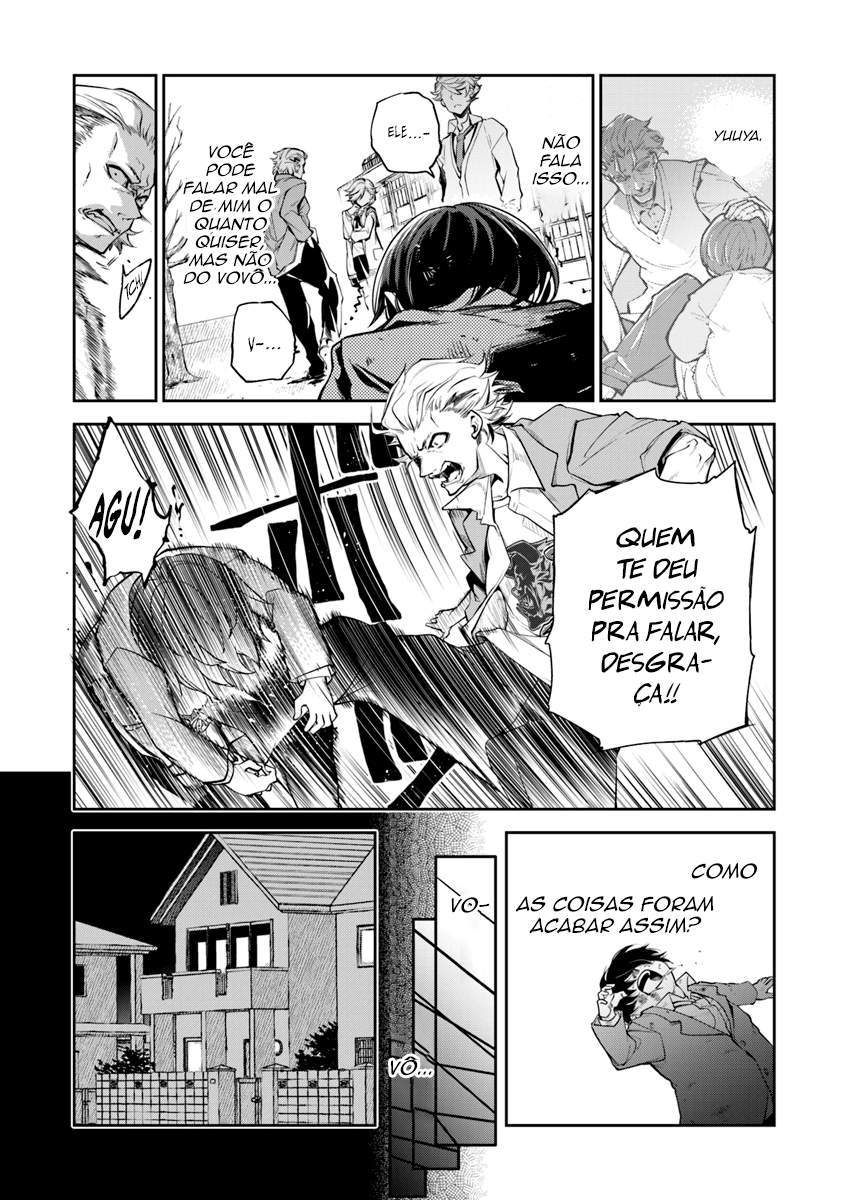 YUUYA.
NÃO
FALA
ISSO...
ELE...-
VOCÊ
PODE
FALAR MAL
DE MIM O
QUANTO
QUISER,
MAS NÃO
DO VOVÔ...
V-...
TCH!
QUEM
TE DEU
PERMISSÃO
PRA FALAR,
DESGRA-
ÇA!!
AGU!
COMO
AS COISAS FORAM
ACABAR ASSIM?
VO-
VÔ...